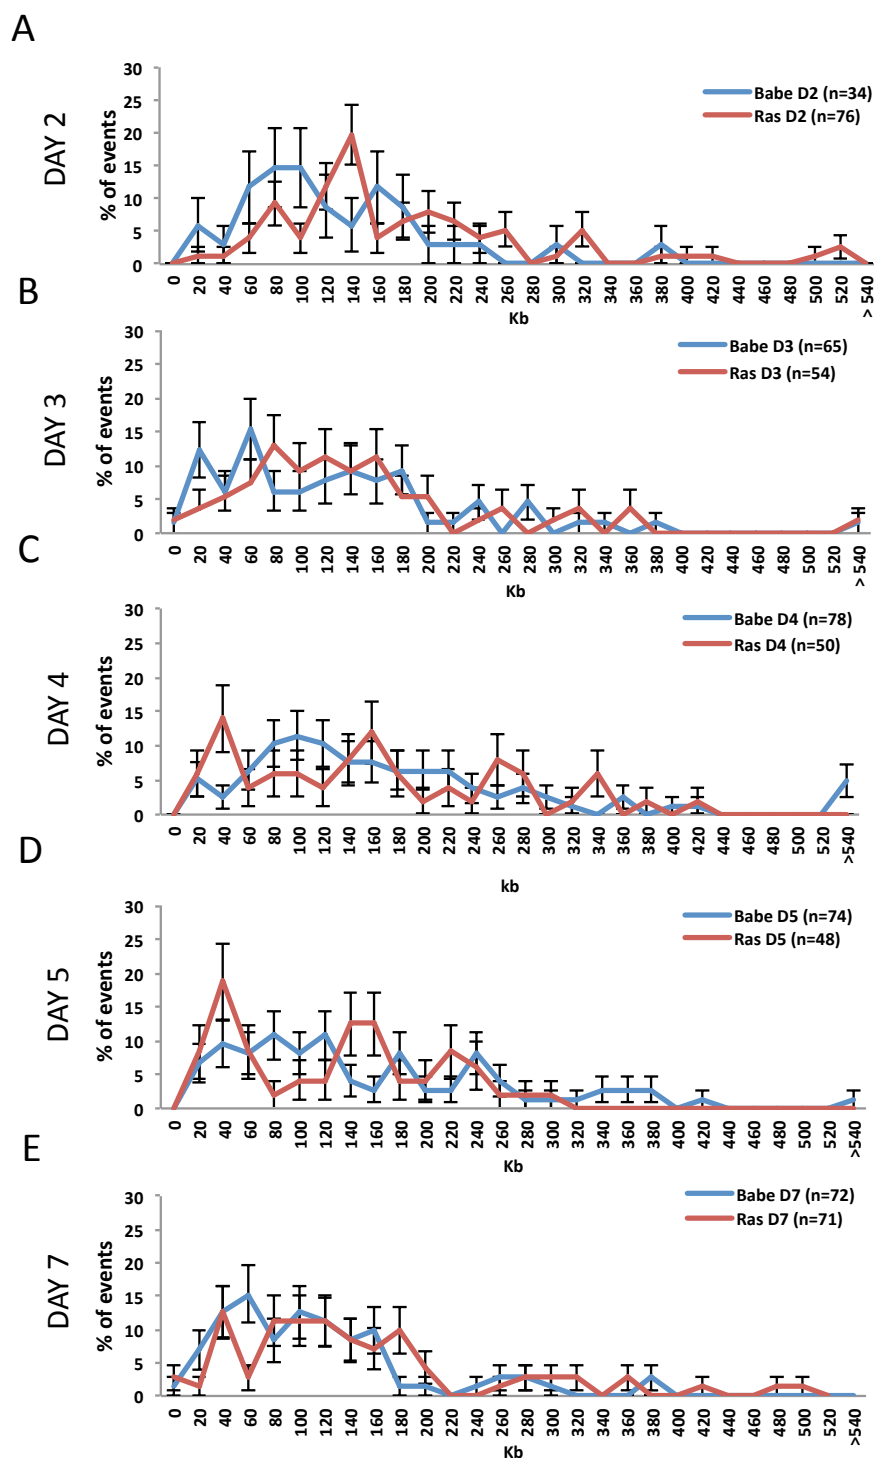 A
DAY 2
% of events
30
25
20
15
10
5
0
Babe D2 (n=34)
Ras D2 (n=76)
0 20 40 60 80 100 120 140 160 180 200 220 240 260 280 300 320 340 360 380 400 420 440 460 480 500 520 540
^
Kb
B
DAY 3
% of events
30
25
20
15
10
5
0
Babe D3 (n=65)
Ras D3 (n=54)
0 20 40 60 80 100 120 140 160 180 200 220 240 260 280 300 320 340 360 380 400 420 440 460 480 500 520 540
^
Kb
C
DAY 4
% of events
30
25
20
15
10
5
0
Babe D4 (n=78)
Ras D4 (n=50)
0 20 40 60 80 100 120 140 160 180 200 220 240 260 280 300 320 340 360 380 400 420 440 460 480 500 520 >540
^
kb
D
DAY 5
% of events
30
25
20
15
10
5
0
Babe D5 (n=74)
Ras D5 (n=48)
0 20 40 60 80 100 120 140 160 180 200 220 240 260 280 300 320 340 360 380 400 420 440 460 480 500 520 >540
^
Kb
E
DAY 7
% of events
30
25
20
15
10
5
0
Babe D7 (n=72)
Ras D7 (n=71)
0 20 40 60 80 100 120 140 160 180 200 220 240 260 280 300 320 340 360 380 400 420 440 460 480 500 520 >540
^
Kb